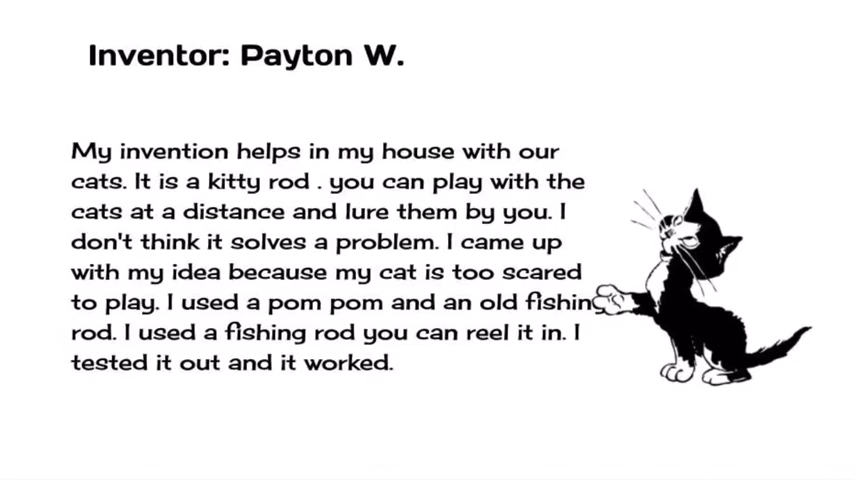 Inventor: Payton W.
My invention helps in my house with our
cats. It is a kitty rod . you can play with the
cats at a distance and lure them by you. I
don't think it solves a problem. I came up
with my idea because my cat is too scared
to play. I used a pom pom and an old fishin
rod. I used a fishing rod you can reel it in. I
tested it out and it worked.